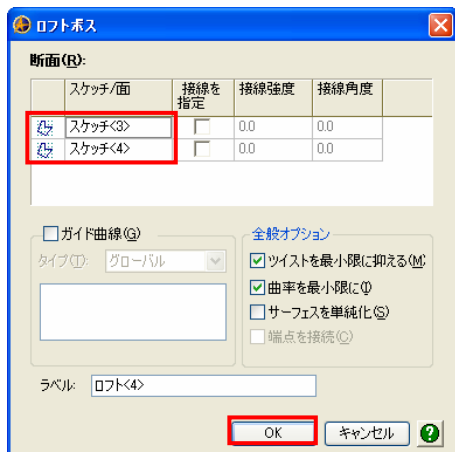 ロフトボス
断面(R):
スケッチ/面 接線を指定 接線強度 接線角度
スケッチ<3> 0.0 0.0
スケッチ<4> 0.0 0.0
ガイド曲線(G)
タイプ(T): グローバル
全般オプション
ツイストを最小限に抑える(M)
曲率を最小限に(I)
サーフェスを単純化(S)
端点を接続(C)
ラベル: ロフト<4>
OK キャンセル ?